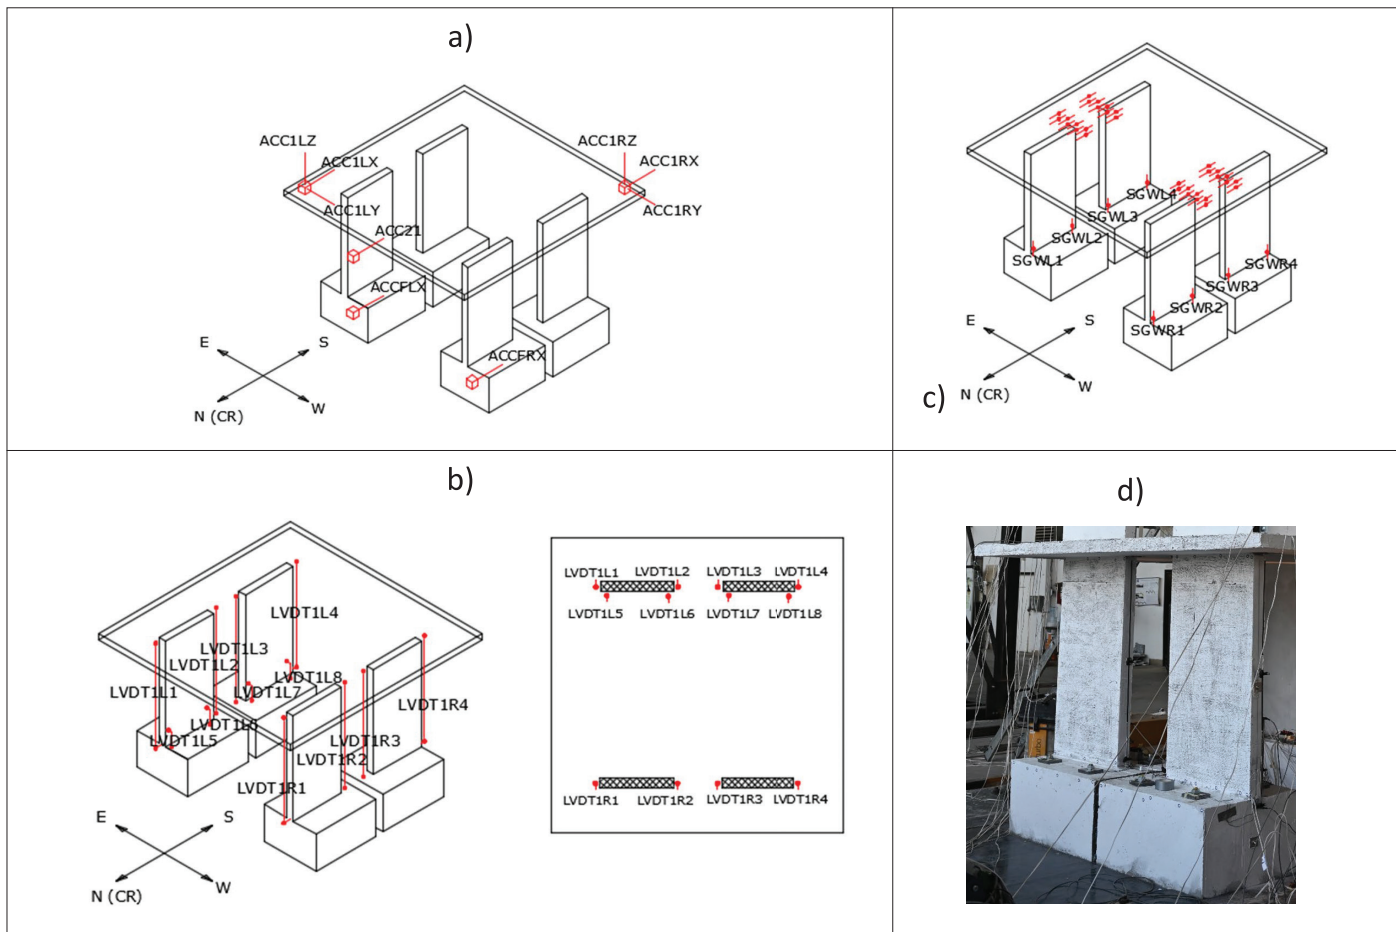 a)
ACC1LZ
ACC1LX
ACC1LY
ACC21
ACCFLX
ACC1RZ
ACC1RX
ACC1RY
ACCFRX
E
S
N (CR)
W
SGWL4
SGWL3
SGWL2
SGWL1
SGWR4
SGWR3
SGWR2
SGWR1
E
S
N (CR)
W
c)
b)
LVDT1L4
LVDT1L3
LVDT1L2
LVDT1L8
LVDT1L1
LVDT1L7
LVDT1L6
LVDT1L5
LVDT1R4
LVDT1R3
LVDT1R2
LVDT1R1
E
S
N (CR)
W
LVDT1L1 LVDT1L2 LVDT1L3 LVDT1L4
LVDT1L5 LVDT1L6 LVDT1L7 LVDT1L8
LVDT1R1 LVDT1R2 LVDT1R3 LVDT1R4
d)